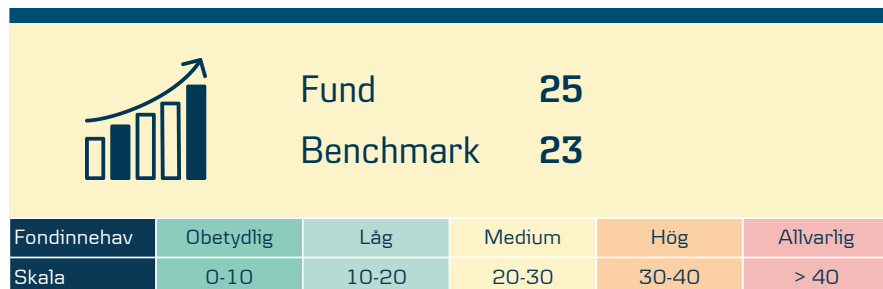 Fund 25
Benchmark 23
Fondinnehav Obetydlig Låg Medium Hög Allvarlig
Skala 0-10 10-20 20-30 30-40 > 40